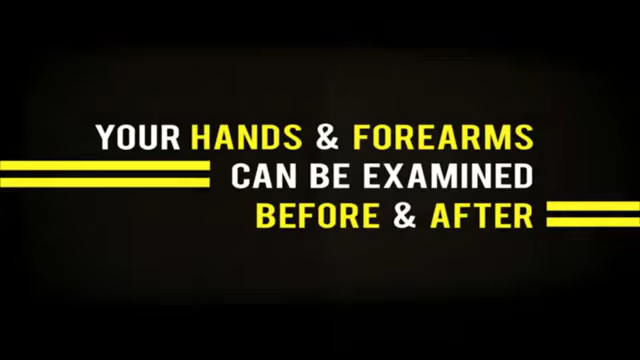 YOUR HANDS & FOREARMS
CAN BE EXAMINED
BEFORE & AFTER